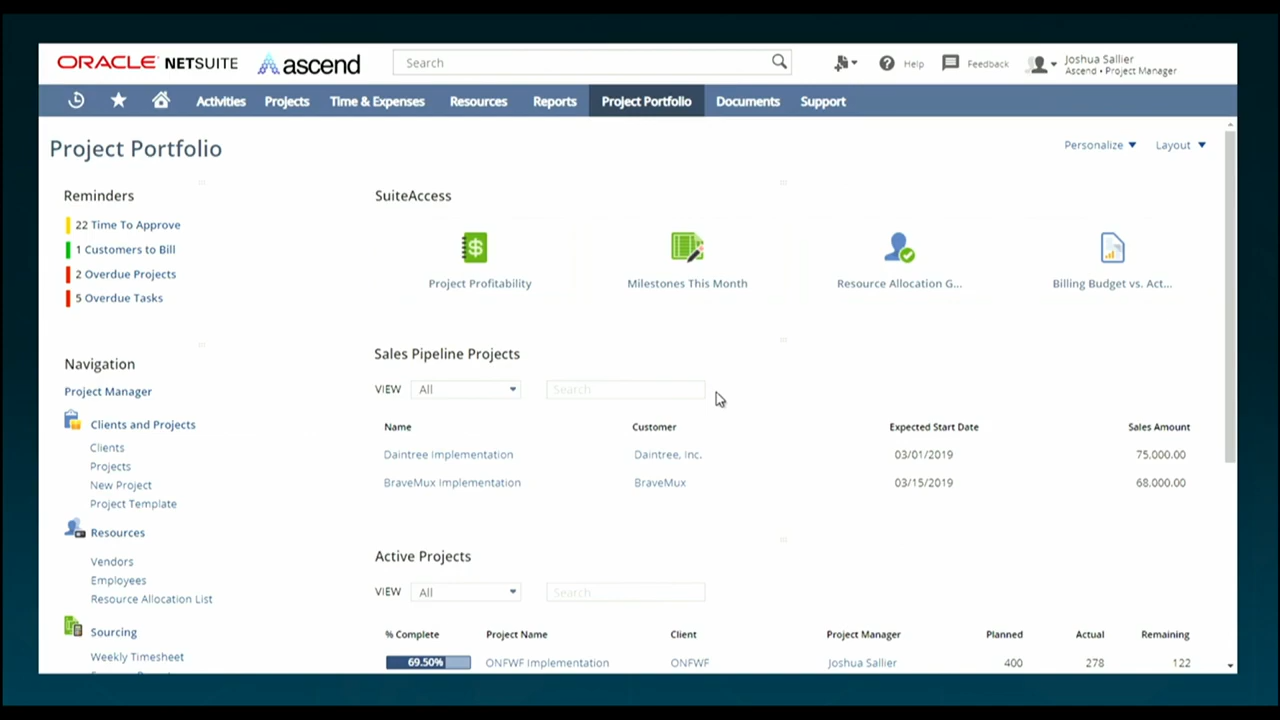 ORACLE NETSUITE ascend Search Help Feedback Joshua Sallier
Ascend • Project Manager
Activities Projects Time & Expenses Resources Reports Project Portfolio Documents Support
Project Portfolio
Personalize Layout
Reminders
22 Time To Approve
1 Customers to Bill
2 Overdue Projects
5 Overdue Tasks
SuiteAccess
Project Profitability
Milestones This Month
Resource Allocation G...
Billing Budget vs. Act...
Navigation
Project Manager
Clients and Projects
Clients
Projects
New Project
Project Template
Resources
Vendors
Employees
Resource Allocation List
Sourcing
Weekly Timesheet
Sales Pipeline Projects
VIEW All Search
Name Customer Expected Start Date Sales Amount
Daintree Implementation Daintree, Inc. 03/01/2019 75,000.00
BraveMux Implementation BraveMux 03/15/2019 68,000.00
Active Projects
VIEW All Search
% Complete Project Name Client Project Manager Planned Actual Remaining
69.50% ONFWF Implementation ONFWF Joshua Sallier 400 278 122